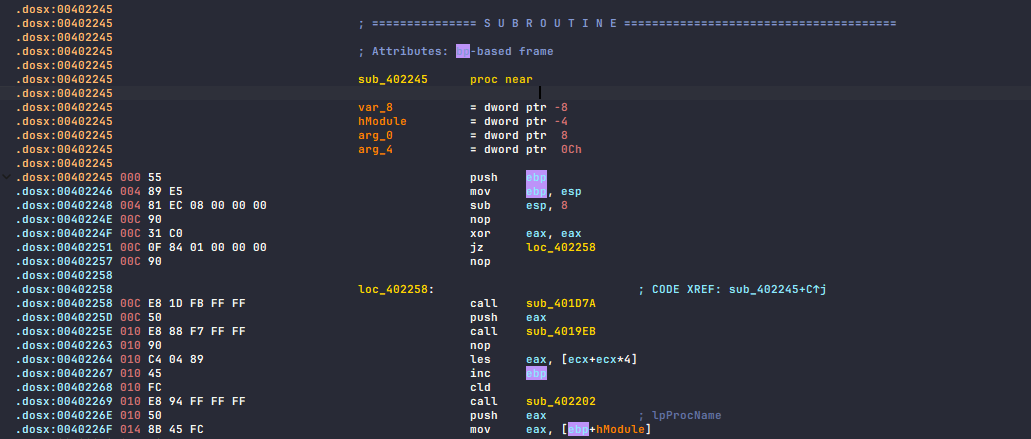 .dosx:00402245
.dosx:00402245 ; =============== S U B R O U T I N E =======================================
.dosx:00402245
.dosx:00402245 ; Attributes: bp-based frame
.dosx:00402245
.dosx:00402245 sub_402245 proc near
.dosx:00402245
.dosx:00402245 var_8 = dword ptr -8
.dosx:00402245 hModule = dword ptr -4
.dosx:00402245 arg_0 = dword ptr 8
.dosx:00402245 arg_4 = dword ptr 0Ch
.dosx:00402245
.dosx:00402245 000 55 push ebp
.dosx:00402246 004 89 E5 mov ebp, esp
.dosx:00402248 004 81 EC 08 00 00 00 sub esp, 8
.dosx:0040224E 00C 90 nop
.dosx:0040224F 00C 31 C0 xor eax, eax
.dosx:00402251 00C 0F 84 01 00 00 00 jz loc_402258
.dosx:00402257 00C 90 nop
.dosx:00402258
.dosx:00402258 loc_402258: ; CODE XREF: sub_402245+C↑j
.dosx:00402258 00C E8 1D FB FF FF call sub_401D7A
.dosx:0040225D 00C 50 push eax
.dosx:0040225E 010 E8 88 F7 FF FF call sub_4019EB
.dosx:00402263 010 90 nop
.dosx:00402264 010 C4 04 89 les eax, [ecx+ecx*4]
.dosx:00402267 010 45 inc ebp
.dosx:00402268 010 FC cld
.dosx:00402269 010 E8 94 FF FF FF call sub_402202
.dosx:0040226E 010 50 push eax ; lpProcName
.dosx:0040226F 014 8B 45 FC mov eax, [ebp+hModule]